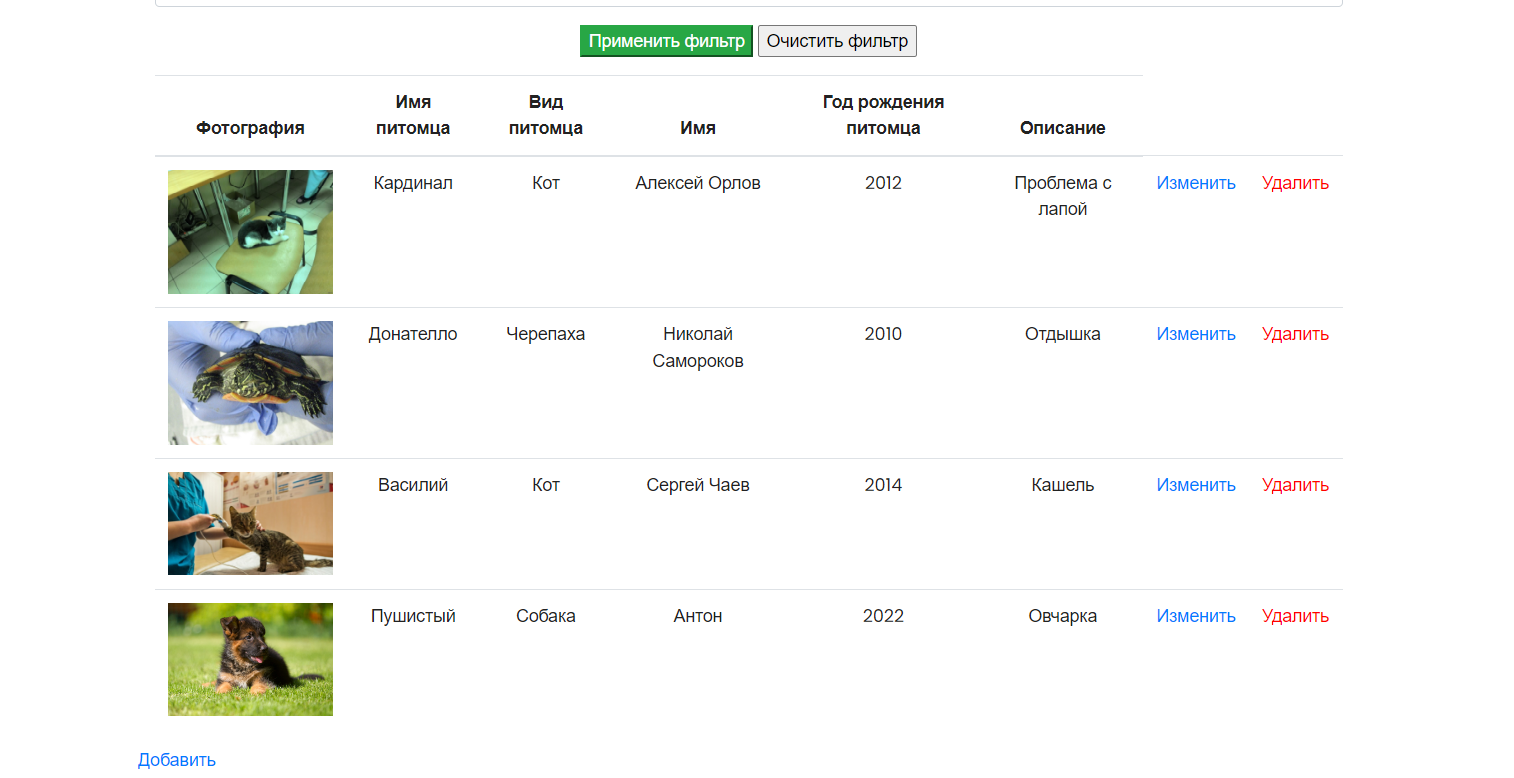 Применить фильтр Очистить фильтр
Фотография Имя питомца Вид питомца Имя Год рождения питомца Описание
Кардинал Кот Алексей Орлов 2012 Проблема с лапой Изменить Удалить
Донателло Черепаха Николай Самороков 2010 Отдышка Изменить Удалить
Василий Кот Сергей Чаев 2014 Кашель Изменить Удалить
Пушистый Собака Антон 2022 Овчарка Изменить Удалить
Добавить